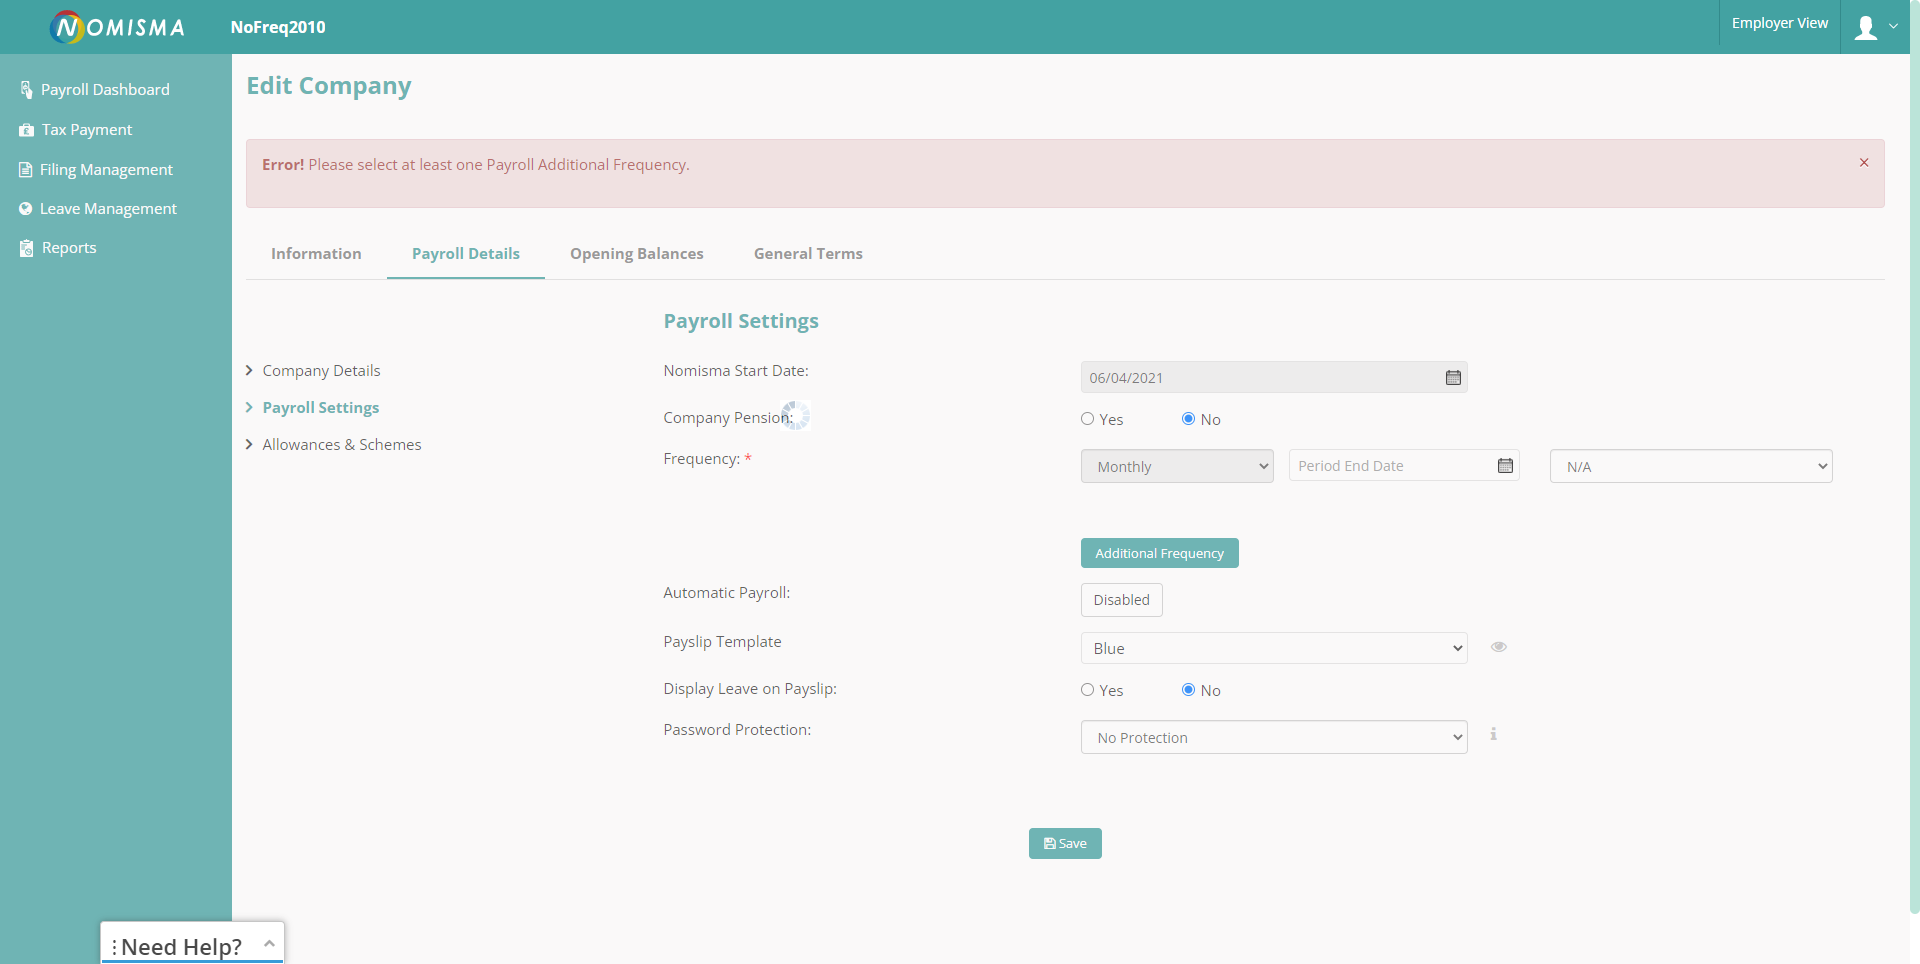 NOMISMA
NoFreq2010
Employer View
Payroll Dashboard
Tax Payment
Filing Management
Leave Management
Reports
Edit Company
Error! Please select at least one Payroll Additional Frequency.
×
Information
Payroll Details
Opening Balances
General Terms
Company Details
Payroll Settings
Allowances & Schemes
Payroll Settings
Nomisma Start Date:
06/04/2021
Company Pension:
Yes
No
Frequency: *
Monthly
Period End Date
N/A
Additional Frequency
Automatic Payroll:
Disabled
Payslip Template
Blue
Display Leave on Payslip:
Yes
No
Password Protection:
No Protection
Save
Need Help?